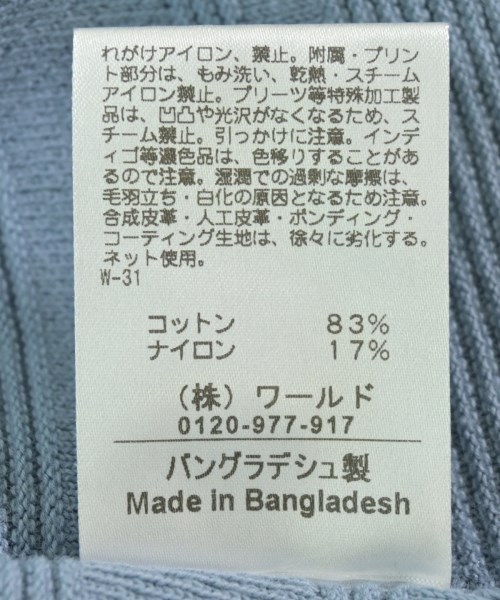 れがけアイロン、禁止。附属・プリン
ト部分は、もみ洗い、乾熱・スチーム
アイロン禁止。プリーツ等特殊加工製
品は、凹凸や光沢がなくなるため、ス
チーム禁止。引っかけに注意。インデ
ィゴ等濃色品は、色移りすることがあ
るので注意。湿潤での過剰な摩擦は、
毛羽立ち・白化の原因となるため注意。
合成皮革・人工皮革・ボンディング・
コーティング生地は、徐々に劣化する。
ネット使用。
W-31
コットン 83%
ナイロン 17%
（株）ワールド
0120-977-917
バングラデシュ製
Made in Bangladesh